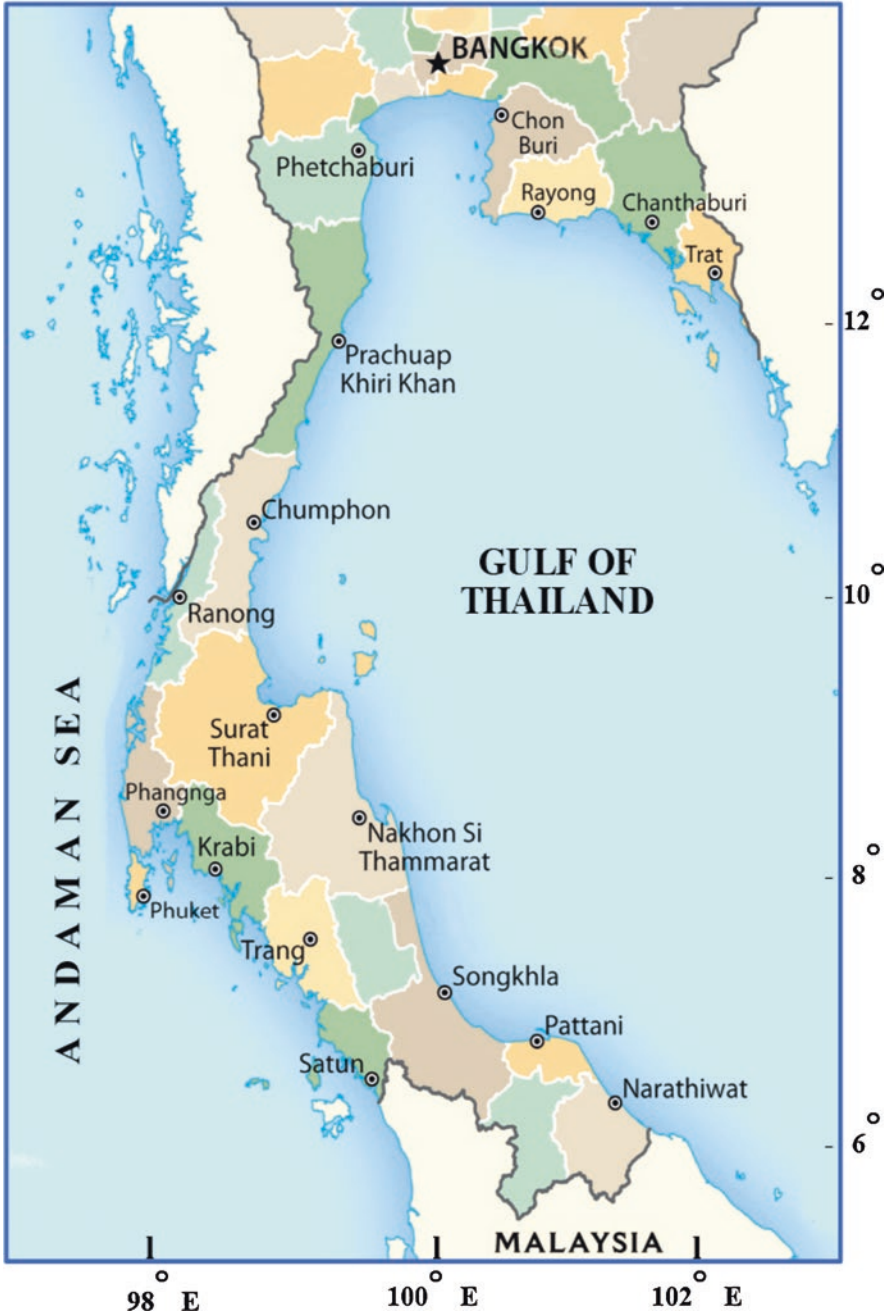 BANGKOK
Chon
Buri
Phetchaburi
Rayong
Chanthaburi
Trat
12°
Prachuap
Khiri Khan
Chumphon
GULF OF
THAILAND
10°
Ranong
ANDAMAN SEA
Surat
Thani
Phangnga
Nakhon Si
Thammarat
Krabi
8°
Phuket
Trang
Songkhla
Pattani
Satun
Narathiwat
6°
MALAYSIA
98° E 100° E 102° E